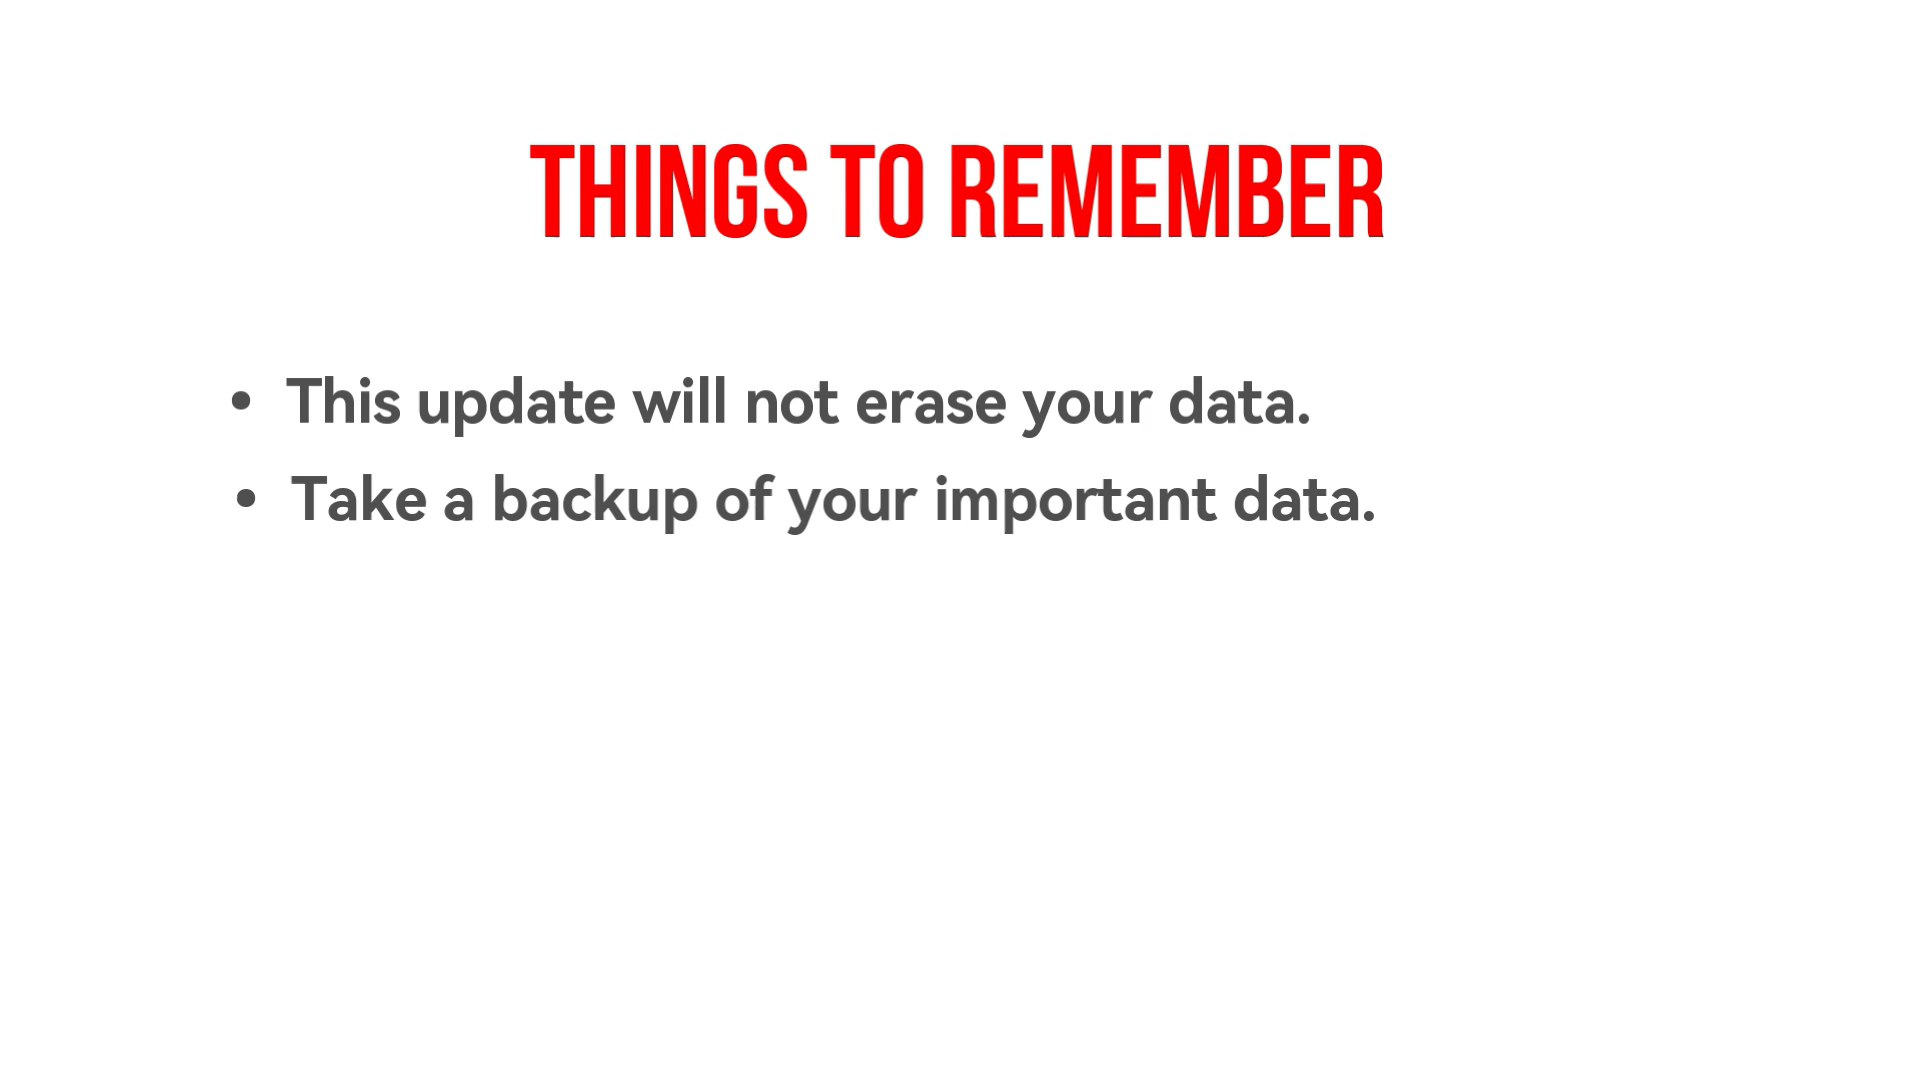 THINGS TO REMEMBER
• This update will not erase your data.
• Take a backup of your important data.